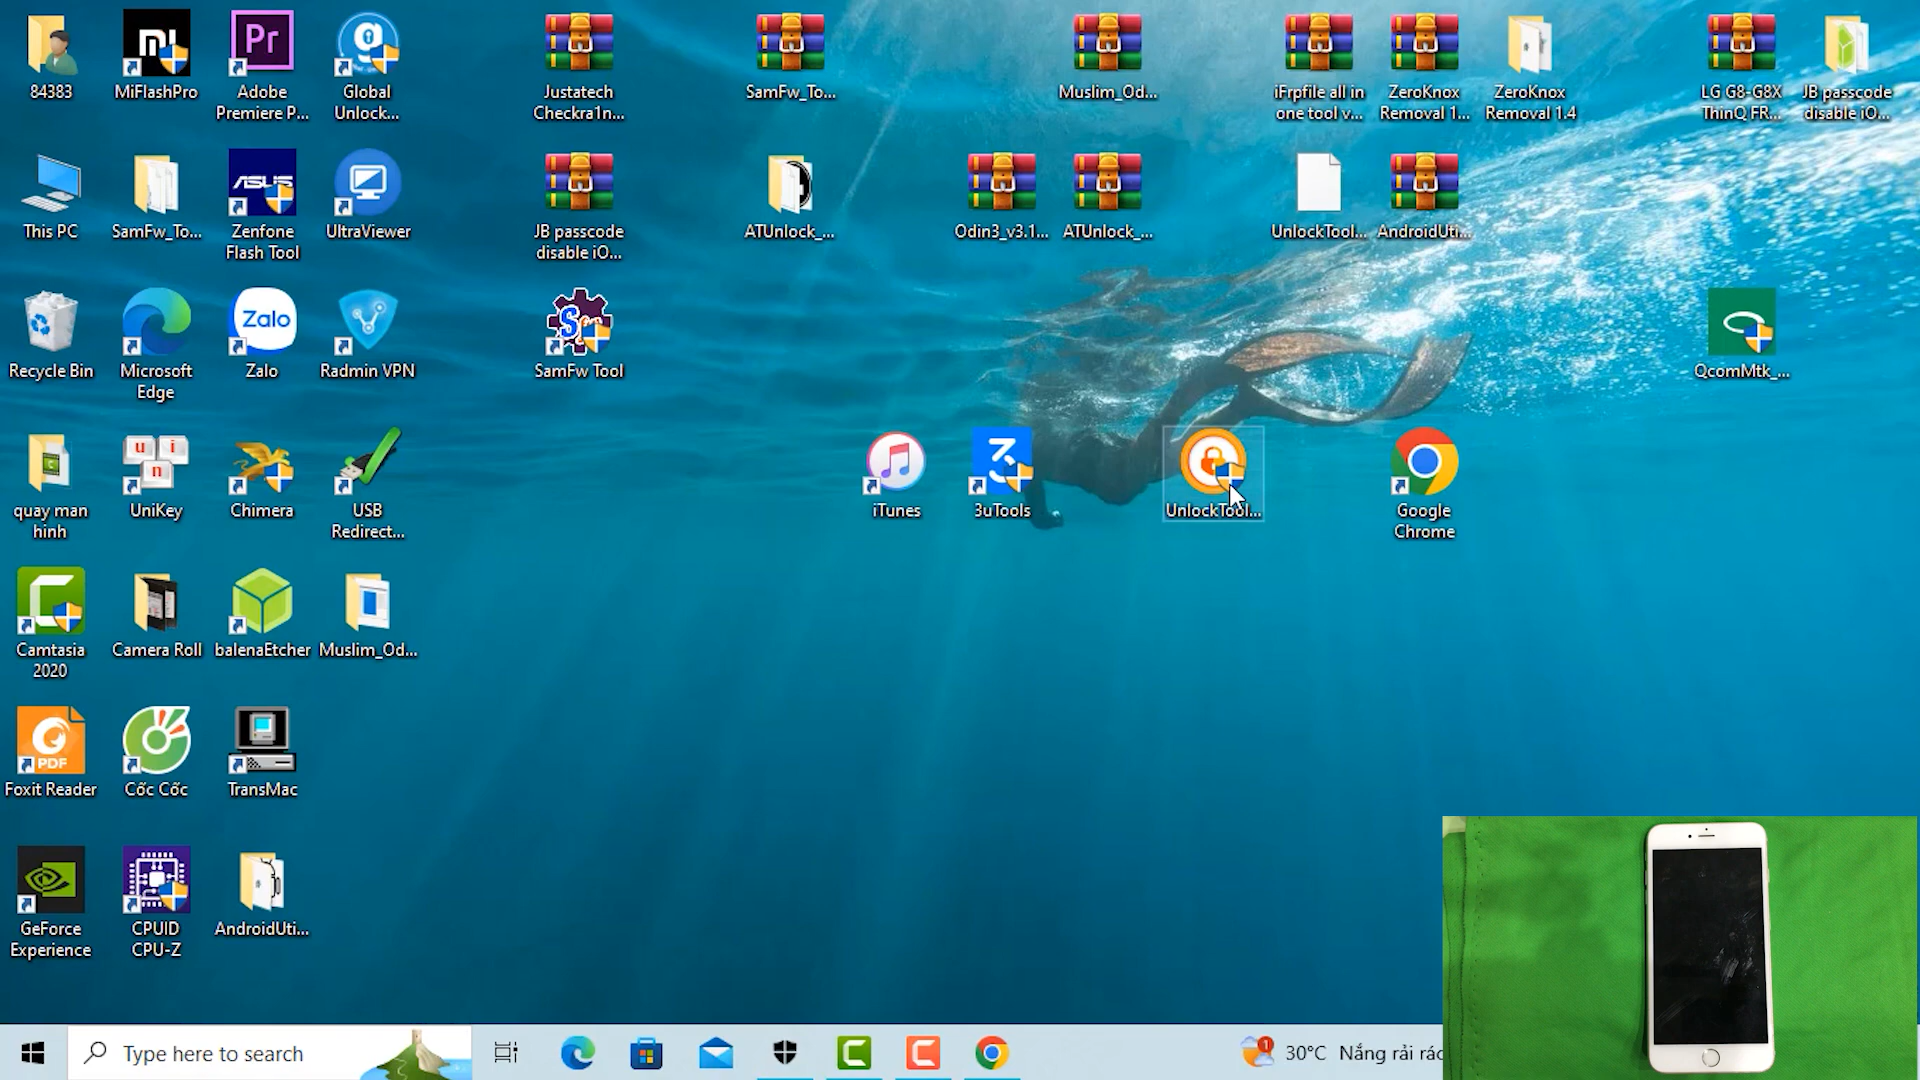 84383
MiFlashPro
Adobe
Premiere P...
Global
Unlock...
Justatech
Checkra1n...
SamFw_To...
Muslim_Od...
iFrpfile all in
one tool v...
ZeroKnox
Removal 1...
ZeroKnox
Removal 1.4
LG G8-G8X
ThinQ FR...
JB passcode
disable iO...
This PC
SamFw_To...
ASUS
Zenfone
Flash Tool
UltraViewer
JB passcode
disable iO...
ATUnlock_...
Odin3_v3.1...
ATUnlock_...
UnlockTool...
AndroidUti...
Recycle Bin
Microsoft
Edge
Zalo
Zalo
Radmin VPN
SamFw Tool
QcomMtk_...
quay man
hinh
u i
n
UniKey
Chimera
USB
Redirect...
iTunes
3uTools
UnlockTool...
Google
Chrome
Camtasia
2020
Camera Roll
balenaEtcher
Muslim_Od...
PDF
Foxit Reader
Cốc Cốc
TransMac
GeForce
Experience
CPUID
CPU-Z
AndroidUti...
Type here to search
1
30°C Nắng rải rác